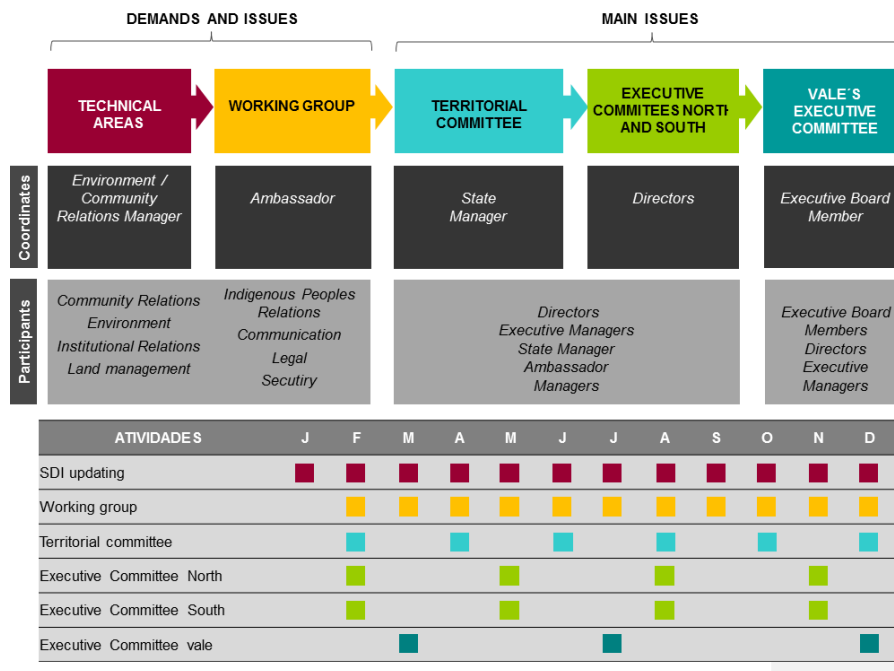 DEMANDS AND ISSUES
MAIN ISSUES
TECHNICAL
AREAS
WORKING GROUP
TERRITORIAL
COMMITTEE
EXECUTIVE
COMMITEES NORTH
AND SOUTH
VALE´S
EXECUTIVE
COMMITTEE
Coordinates
Environment /
Community
Relations Manager
Ambassador
State
Manager
Directors
Executive Board
Member
Participants
Community Relations
Environment
Institutional Relations
Land management
Indigenous Peoples
Relations
Communication
Legal
Secutiry
Directors
Executive Managers
State Manager
Ambassador
Managers
Executive Board
Members
Directors
Executive
Managers
ATIVIDADES J F M A M J J A S O N D
SDI updating
Working group
Territorial committee
Executive Committee North
Executive Committee South
Executive Committee vale